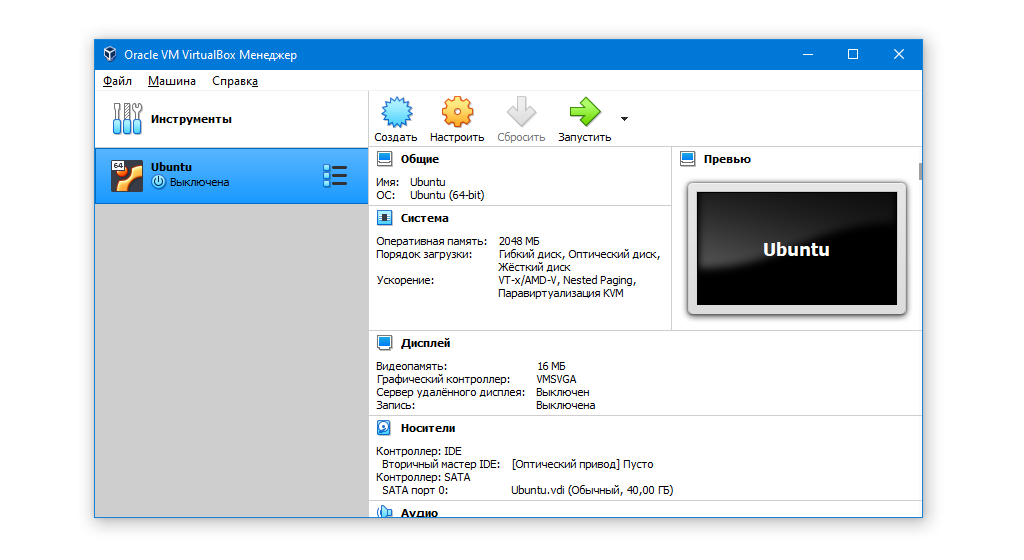 Oracle VM VirtualBox Менеджер
Файл Машина Справка
Инструменты
64
Ubuntu
Выключена
Создать Настроить Сбросить Запустить
Общие
Имя: Ubuntu
ОС: Ubuntu (64-bit)
Система
Оперативная память: 2048 МБ
Порядок загрузки: Гибкий диск, Оптический диск,
Жёсткий диск
Ускорение: VT-x/AMD-V, Nested Paging,
Паравиртуализация KVM
Превью
Ubuntu
Дисплей
Видеопамять: 16 МБ
Графический контроллер: VMSVGA
Сервер удалённого дисплея: Выключен
Запись: Выключена
Носители
Контроллер: IDE
Вторичный мастер IDE: [Оптический привод] Пусто
Контроллер: SATA
SATA порт 0: Ubuntu.vdi (Обычный, 40,00 ГБ)
Аудио